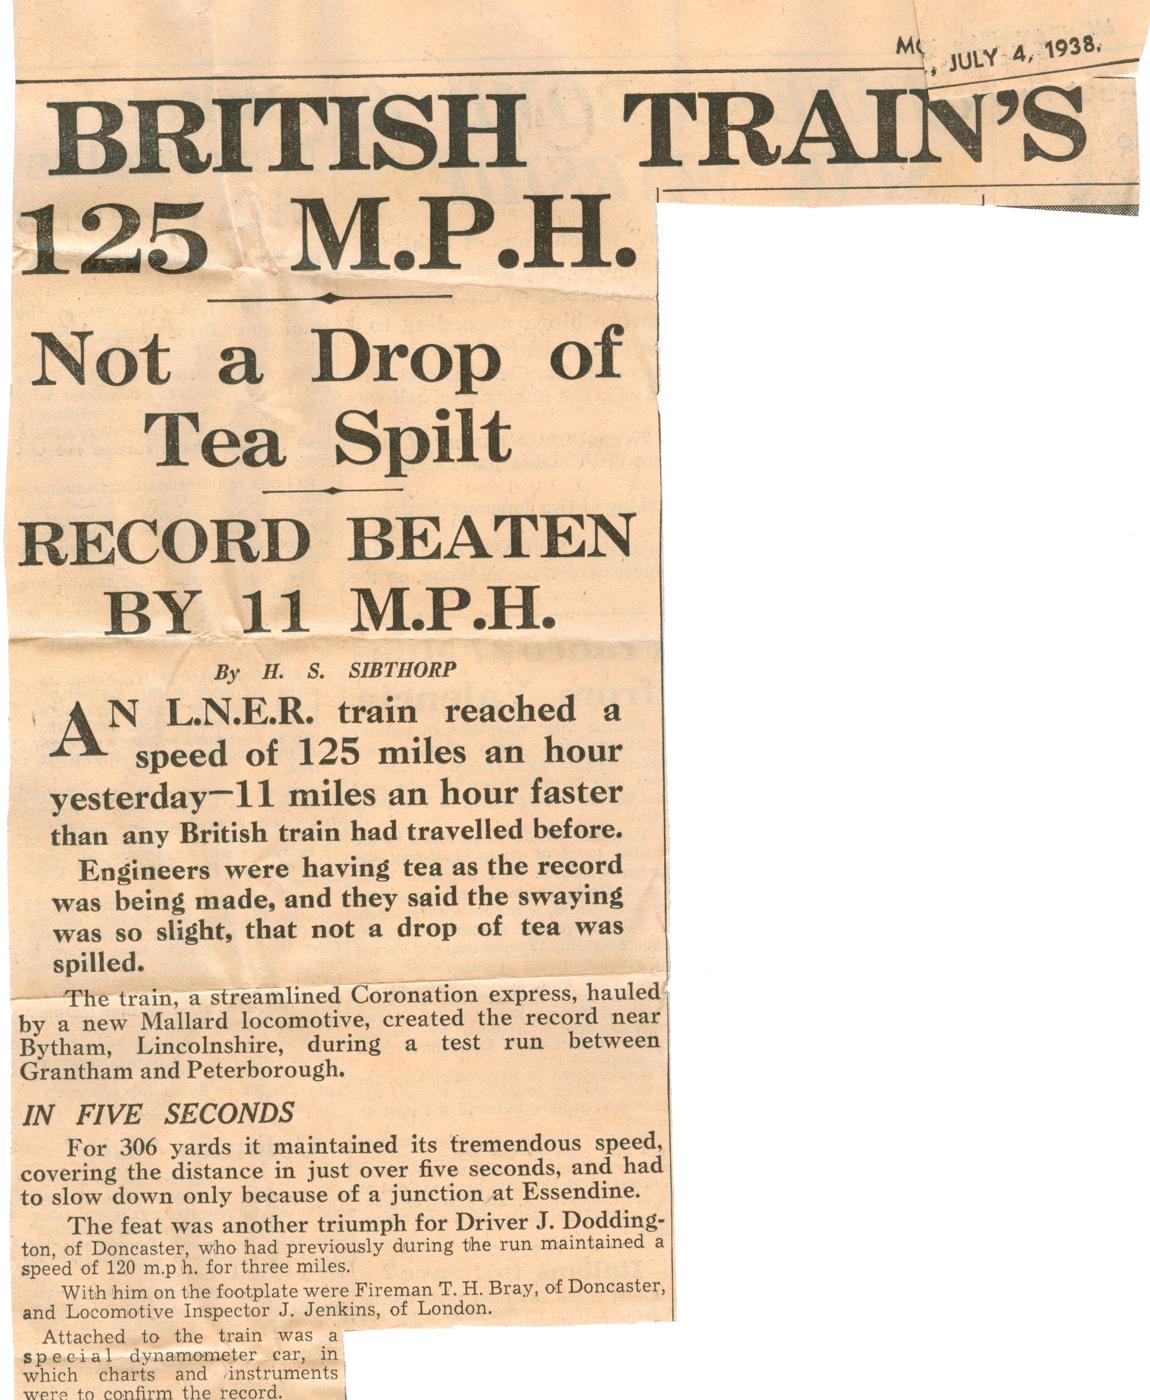 , JULY 4, 1938.
BRITISH TRAIN'S
125 M.P.H.
Not a Drop of
Tea Spilt
RECORD BEATEN
BY 11 M.P.H.
By H. S. SIBTHORP
AN L.N.E.R. train reached a
speed of 125 miles an hour
yesterday—11 miles an hour faster
than any British train had travelled before.
Engineers were having tea as the record
was being made, and they said the swaying
was so slight, that not a drop of tea was
spilled.
The train, a streamlined Coronation express, hauled
by a new Mallard locomotive, created the record near
Bytham, Lincolnshire, during a test run between
Grantham and Peterborough.
IN FIVE SECONDS
For 306 yards it maintained its tremendous speed,
covering the distance in just over five seconds, and had
to slow down only because of a junction at Essendine.
The feat was another triumph for Driver J. Dodding-
ton, of Doncaster, who had previously during the run maintained a
speed of 120 m.p h. for three miles.
With him on the footplate were Fireman T. H. Bray, of Doncaster,
and Locomotive Inspector J. Jenkins, of London.
Attached to the train was a
special dynamometer car, in
which charts and instruments
were to confirm the record.